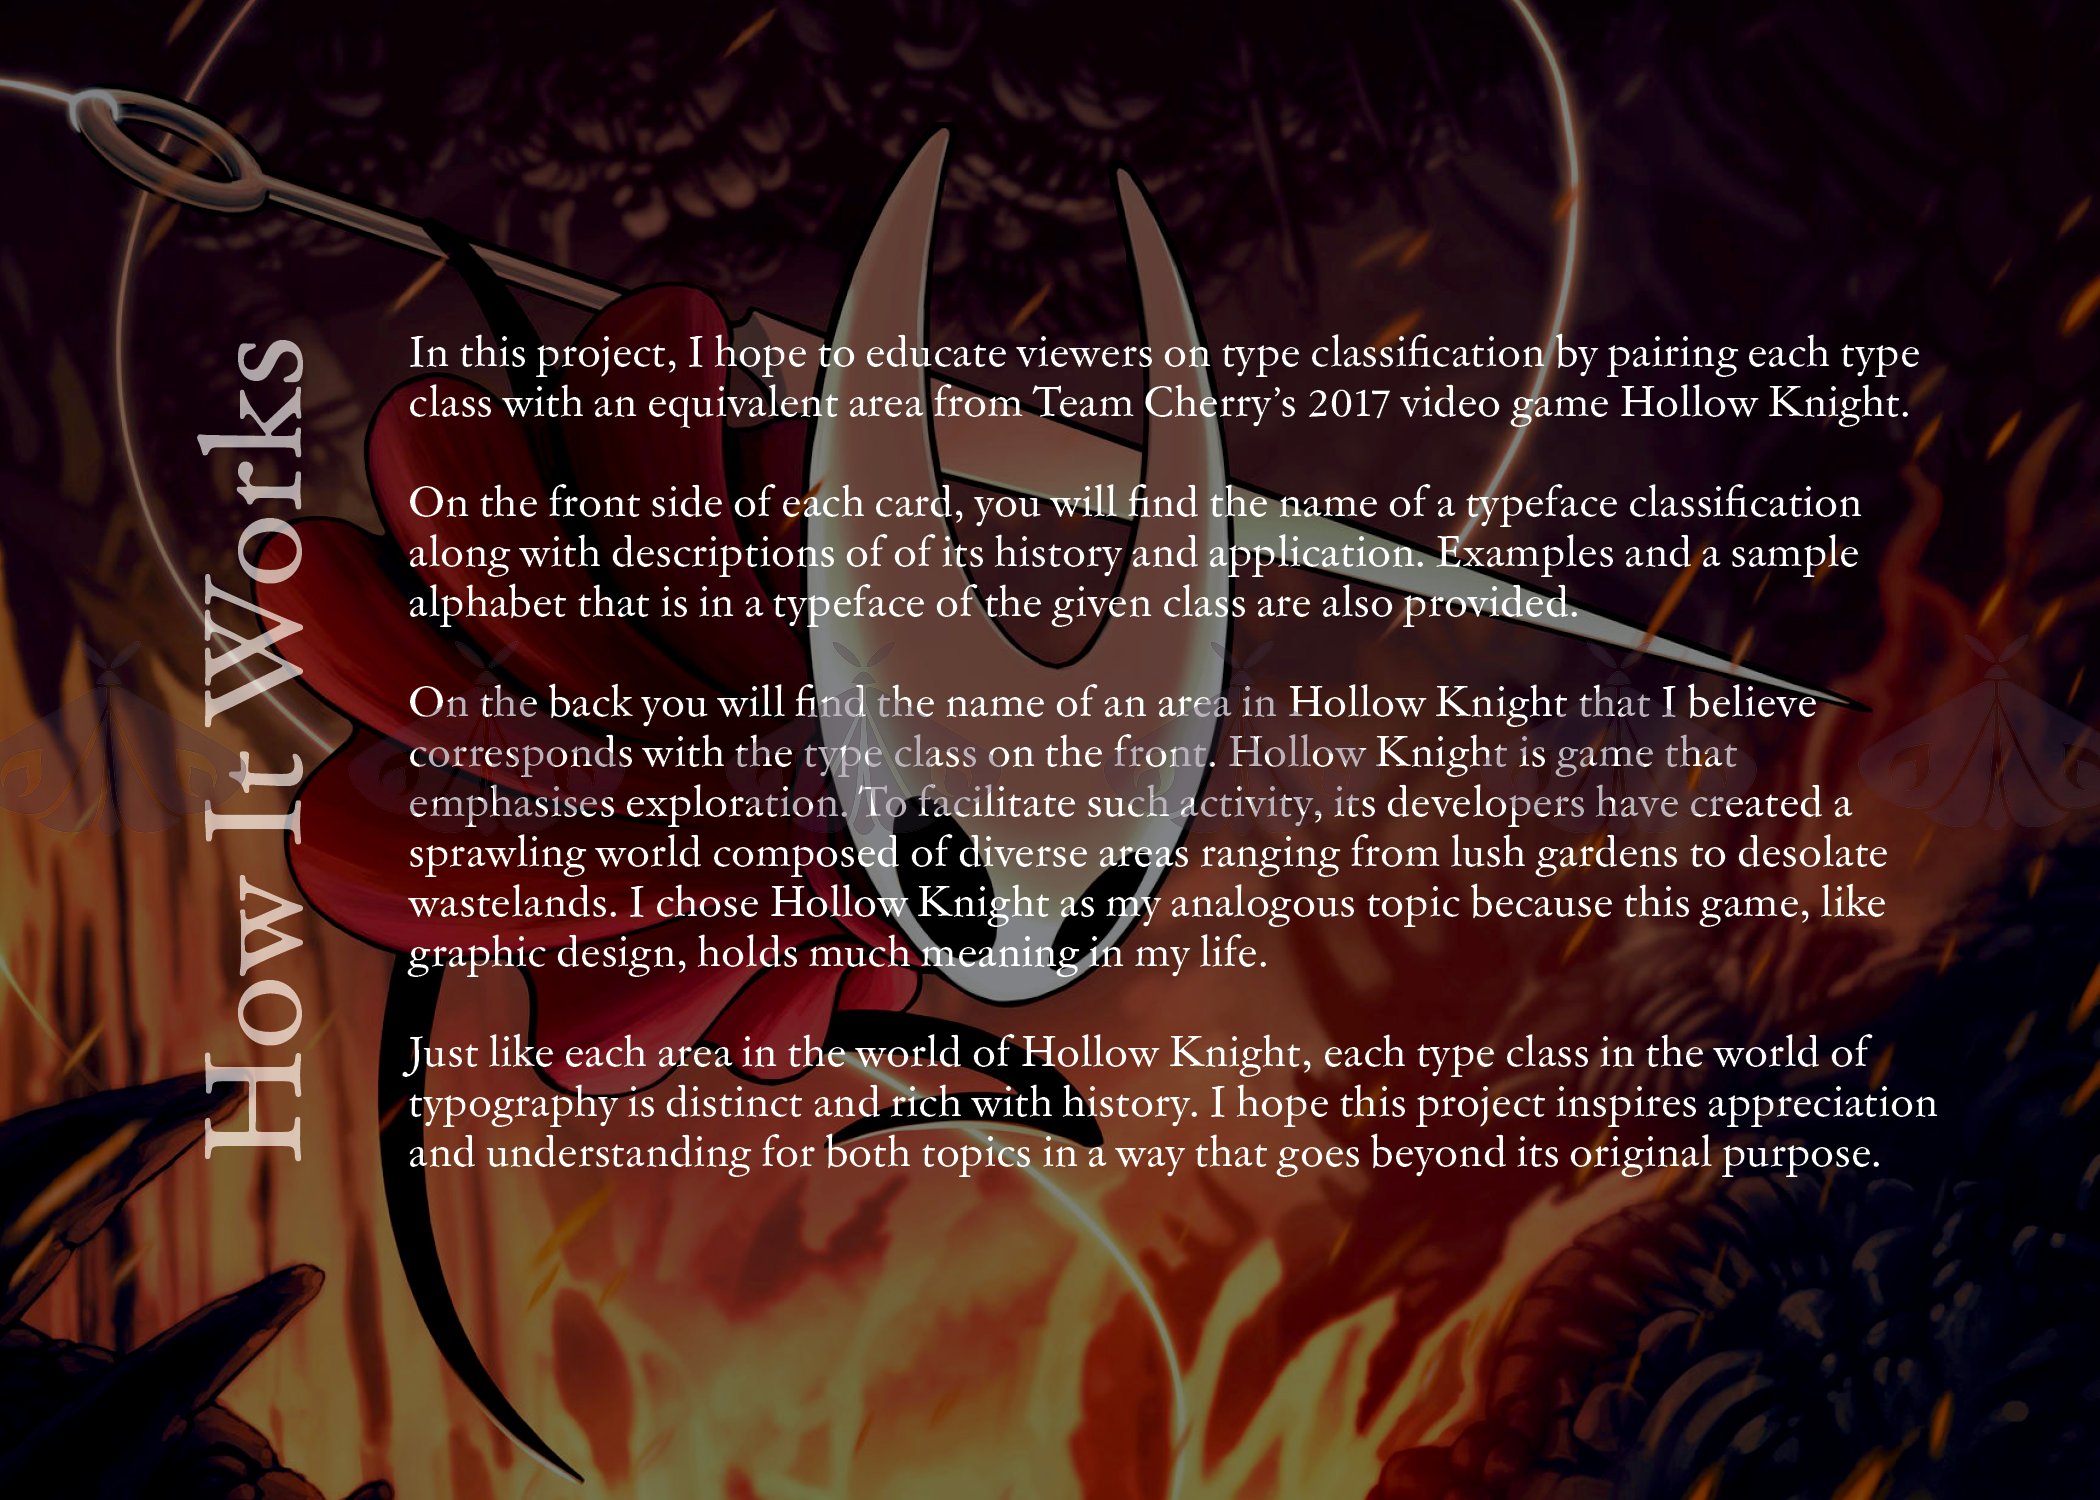 How It Works
In this project, I hope to educate viewers on type classification by pairing each type
class with an equivalent area from Team Cherry’s 2017 video game Hollow Knight.
On the front side of each card, you will find the name of a typeface classification
along with descriptions of of its history and application. Examples and a sample
alphabet that is in a typeface of the given class are also provided.
On the back you will find the name of an area in Hollow Knight that I believe
corresponds with the type class on the front. Hollow Knight is game that
emphasises exploration. To facilitate such activity, its developers have created a
sprawling world composed of diverse areas ranging from lush gardens to desolate
wastelands. I chose Hollow Knight as my analogous topic because this game, like
graphic design, holds much meaning in my life.
Just like each area in the world of Hollow Knight, each type class in the world of
typography is distinct and rich with history. I hope this project inspires appreciation
and understanding for both topics in a way that goes beyond its original purpose.